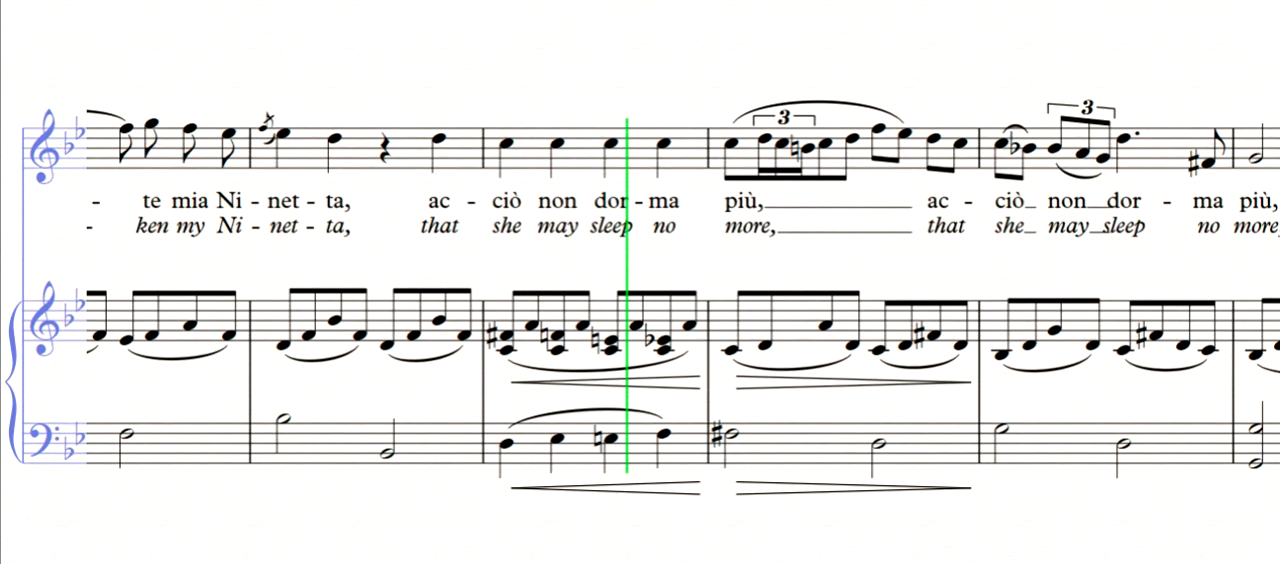 3 3
- te mia Ni - net - ta, ac - ciò non dor - ma più, ac - ciò non dor - ma più,
- ken my Ni - net - ta, that she may sleep no more, that she may sleep no more,